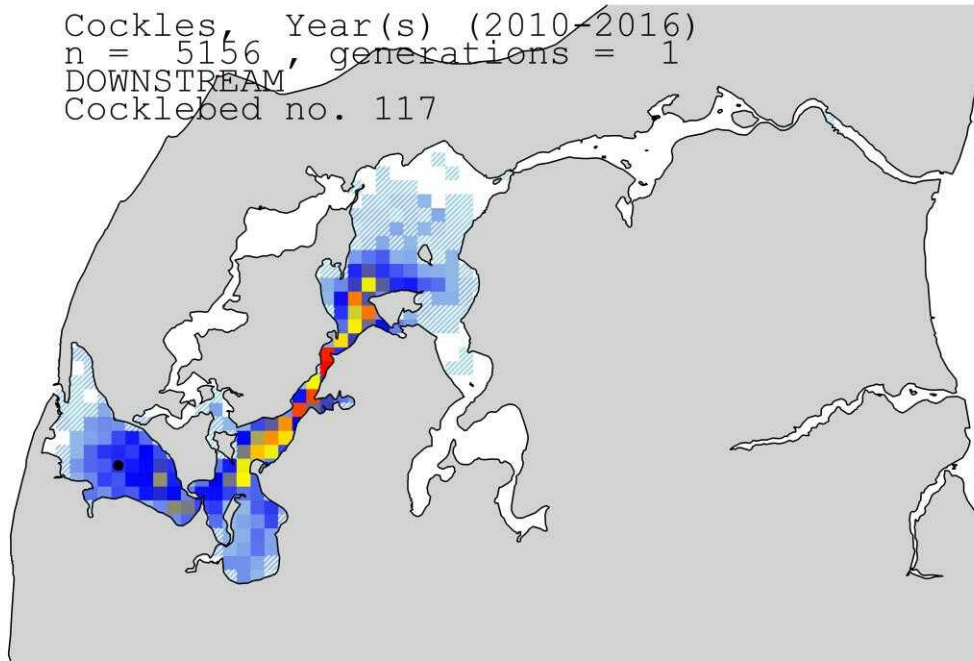 Cockles, Year(s) (2010-2016)
n = 5156 , generations = 1
DOWNSTREAM
Cocklebed no. 117